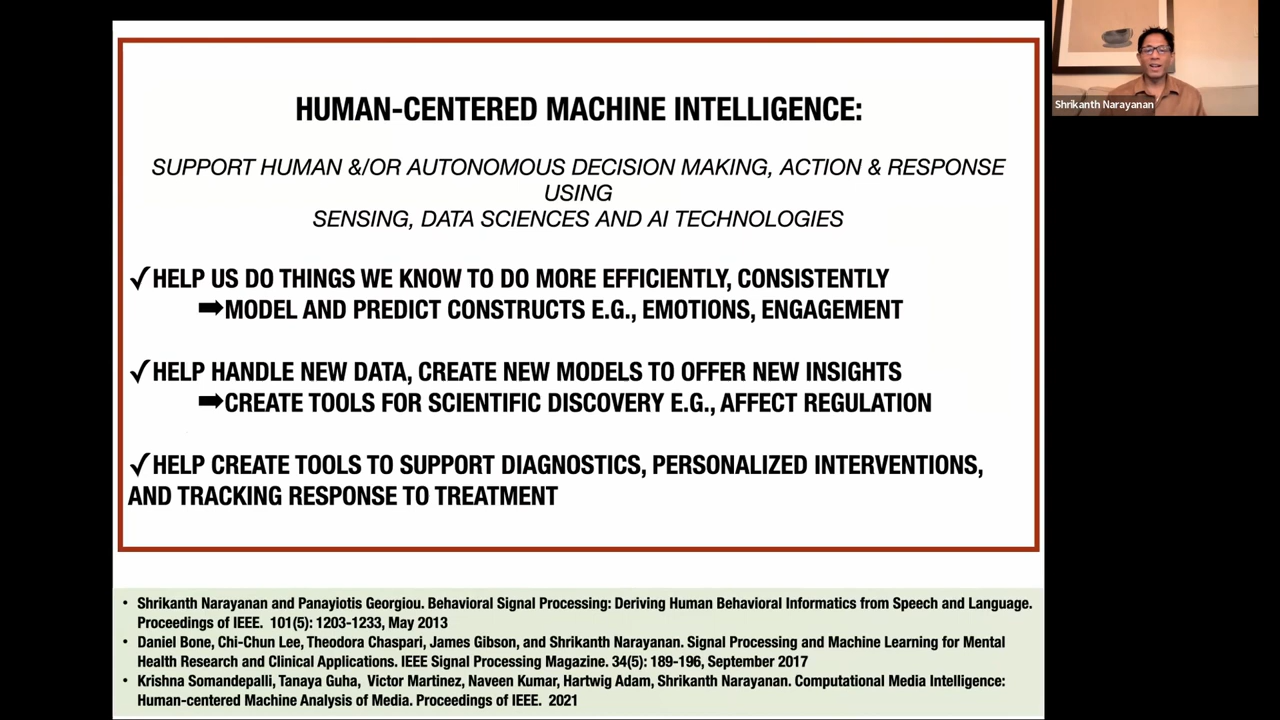 HUMAN-CENTERED MACHINE INTELLIGENCE:
SUPPORT HUMAN &/OR AUTONOMOUS DECISION MAKING, ACTION & RESPONSE
USING
SENSING, DATA SCIENCES AND AI TECHNOLOGIES
✓HELP US DO THINGS WE KNOW TO DO MORE EFFICIENTLY, CONSISTENTLY
➡MODEL AND PREDICT CONSTRUCTS E.G., EMOTIONS, ENGAGEMENT
✓HELP HANDLE NEW DATA, CREATE NEW MODELS TO OFFER NEW INSIGHTS
➡CREATE TOOLS FOR SCIENTIFIC DISCOVERY E.G., AFFECT REGULATION
✓HELP CREATE TOOLS TO SUPPORT DIAGNOSTICS, PERSONALIZED INTERVENTIONS,
AND TRACKING RESPONSE TO TREATMENT
• Shrikanth Narayanan and Panayiotis Georgiou. Behavioral Signal Processing: Deriving Human Behavioral Informatics from Speech and Language.
Proceedings of IEEE. 101(5): 1203-1233, May 2013
• Daniel Bone, Chi-Chun Lee, Theodora Chaspari, James Gibson, and Shrikanth Narayanan. Signal Processing and Machine Learning for Mental
Health Research and Clinical Applications. IEEE Signal Processing Magazine. 34(5): 189-196, September 2017
• Krishna Somandepalli, Tanaya Guha, Victor Martinez, Naveen Kumar, Hartwig Adam, Shrikanth Narayanan. Computational Media Intelligence:
Human-centered Machine Analysis of Media. Proceedings of IEEE. 2021
Shrikanth Narayanan